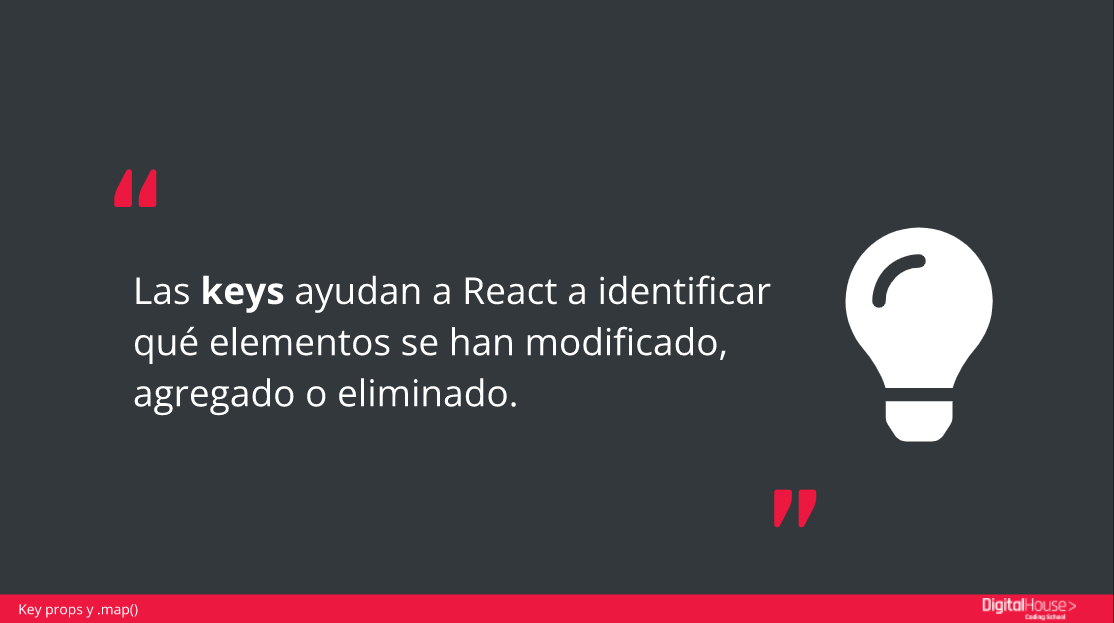 “
Las keys ayudan a React a identificar
qué elementos se han modificado,
agregado o eliminado.
”
Key props y .map()
DigitalHouse>
Coding School